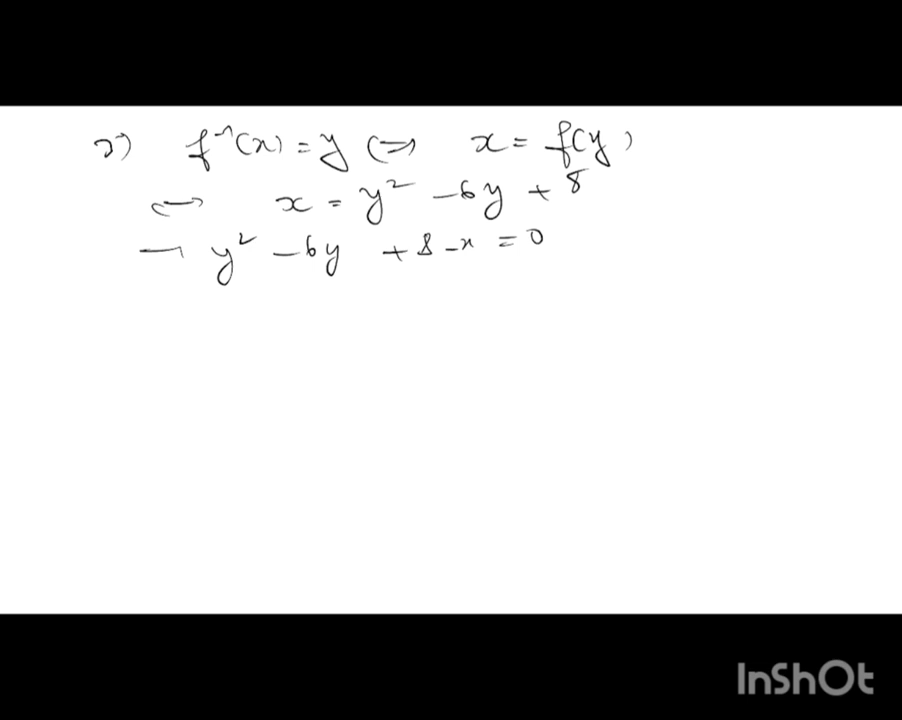 2) f⁻¹(x) = y ⟺ x = f(y)
⟺ x = y² - 6y + 8
→ y² - 6y + 8 - x = 0
InShOt